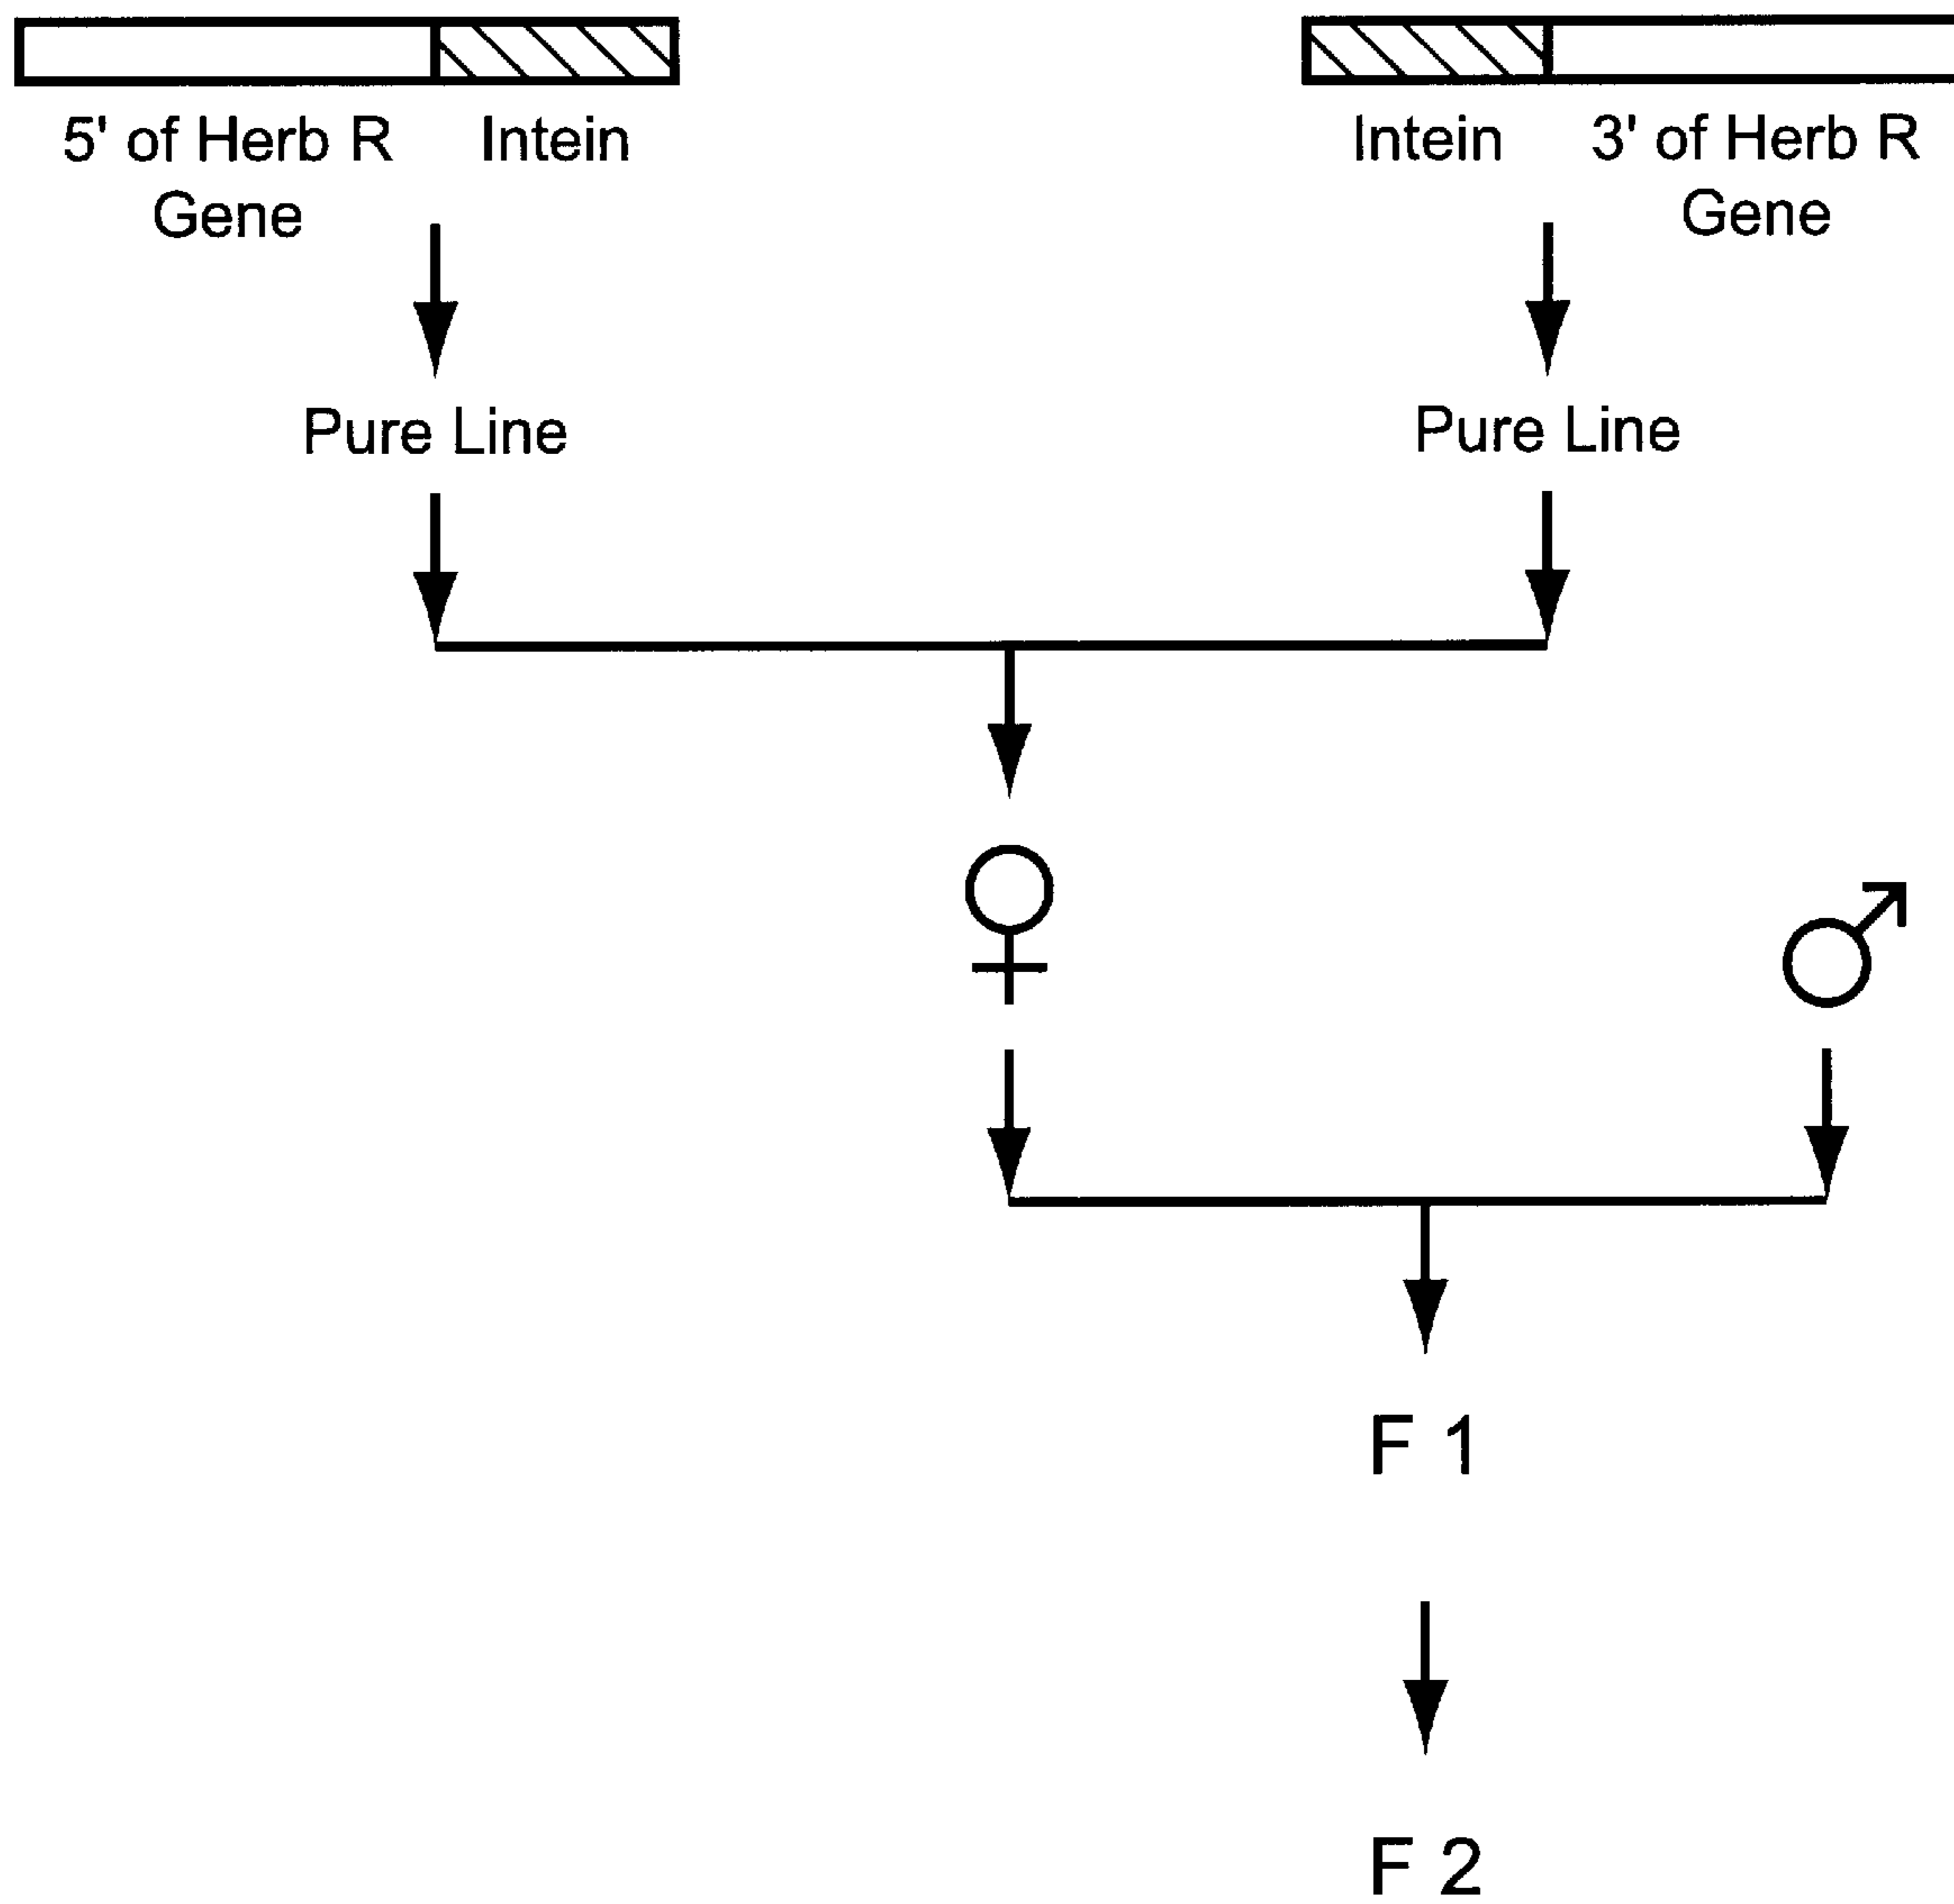 5' of Herb R Intein
Gene
Intein 3' of Herb R
Gene
Pure Line
Pure Line
F 1
F 2